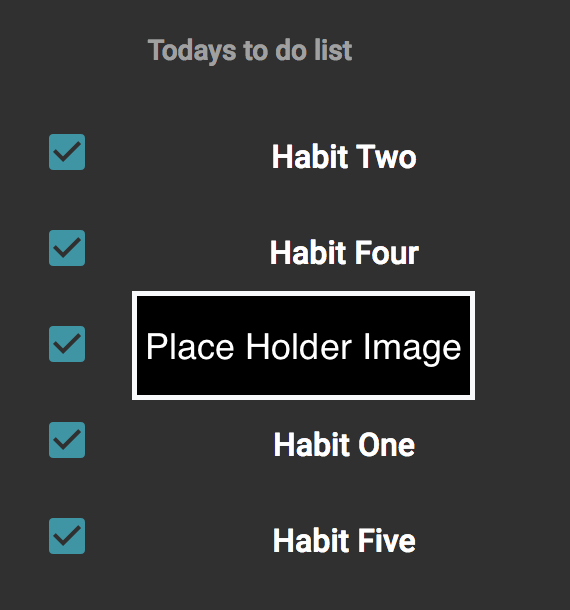 Todays to do list
Habit Two
Habit Four
Place Holder Image
Habit One
Habit Five